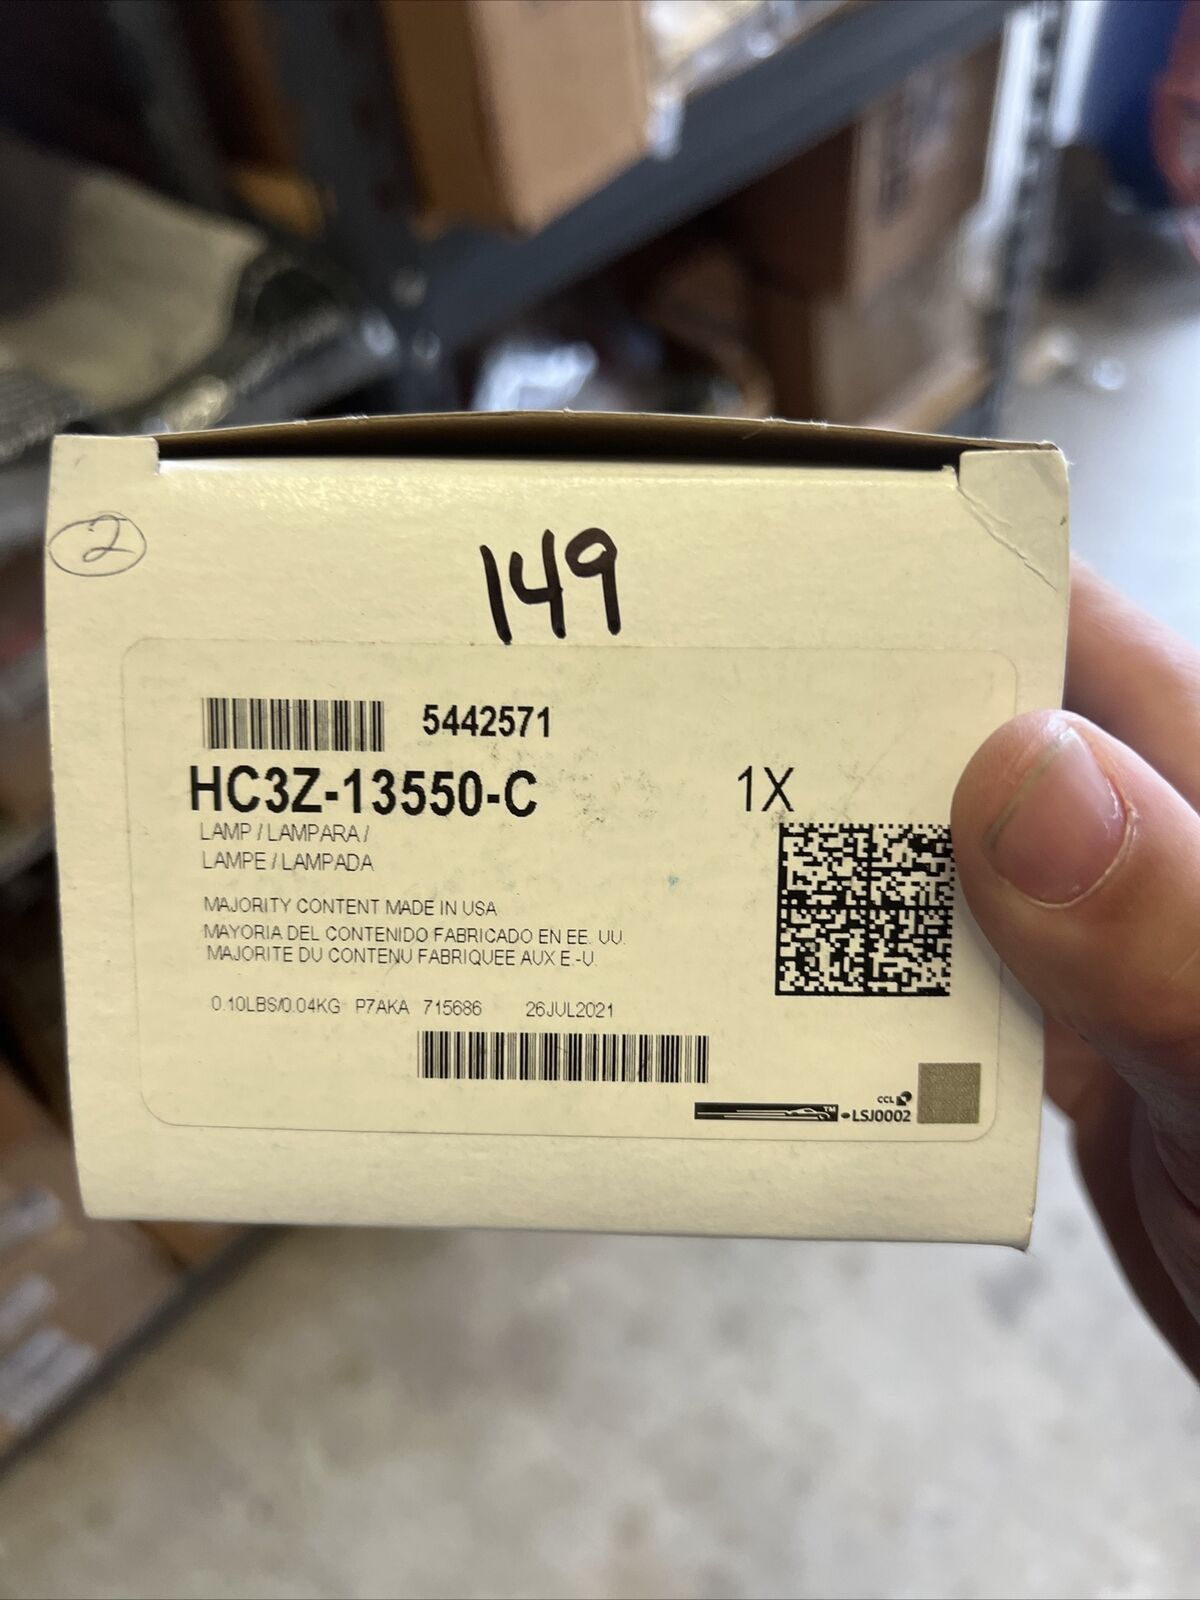 2
149
5442571
HC3Z-13550-C 1X
LAMP / LAMPARA /
LAMPE / LAMPADA
MAJORITY CONTENT MADE IN USA
MAYORIA DEL CONTENIDO FABRICADO EN EE. UU.
MAJORITE DU CONTENU FABRIQUEE AUX E.-U.
0.10LBS/0.04KG P7AKA 715686 26JUL2021
CCL
TM
LSJ0002